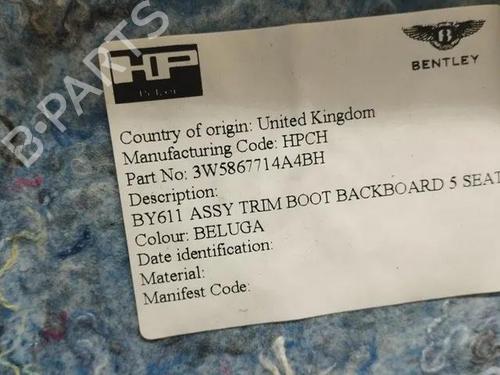 HP
Pelzer
B
BENTLEY
Country of origin: United Kingdom
Manufacturing Code: HPCH
Part No: 3W5867714A4BH
Description:
BY611 ASSY TRIM BOOT BACKBOARD 5 SEAT
Colour: BELUGA
Date identification:
Material:
Manifest Code:
B-PARTS